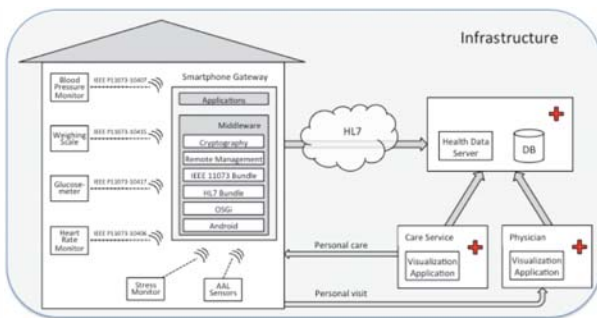 Infrastructure
Smartphone Gateway
Blood
Pressure
Monitor
IEEE P11073-10407
Weighing
Scale
IEEE P11073-10415
Glucose-
meter
IEEE P11073-10417
Heart
Rate
Monitor
IEEE P11073-10406
Applications
Middleware
Cryptography
Remote Management
IEEE 11073 Bundle
HL7 Bundle
OSGi
Android
Stress
Monitor
AAL
Sensors
HL7
Health Data
Server
DB
Personal care
Personal visit
Care Service
Visualization
Application
Physician
Visualization
Application